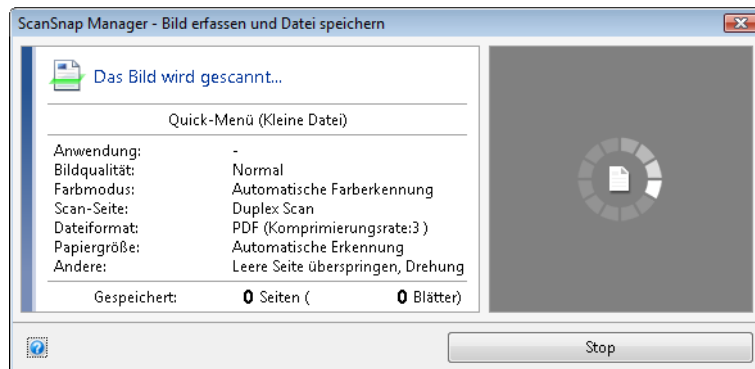 ScanSnap Manager - Bild erfassen und Datei speichern
Das Bild wird gescannt...
Quick-Menü (Kleine Datei)
Anwendung: -
Bildqualität: Normal
Farbmodus: Automatische Farberkennung
Scan-Seite: Duplex Scan
Dateiformat: PDF (Komprimierungsrate:3 )
Papiergröße: Automatische Erkennung
Andere: Leere Seite überspringen, Drehung
Gespeichert: 0 Seiten ( 0 Blätter)
Stop